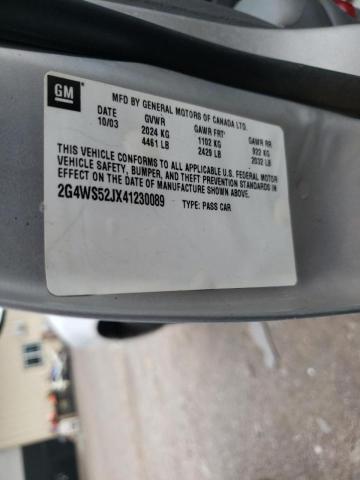 GM
MFD BY GENERAL MOTORS OF CANADA LTD.
DATE GVWR GAWR FRT GAWR RR
10/03 2024 KG 1102 KG 922 KG
4461 LB 2429 LB 2032 LB
THIS VEHICLE CONFORMS TO ALL APPLICABLE U.S. FEDERAL MOTOR
VEHICLE SAFETY, BUMPER, AND THEFT PREVENTION STANDARDS IN
EFFECT ON THE DATE OF MANUFACTURE SHOWN ABOVE.
2G4WS52JX41230089 TYPE: PASS CAR